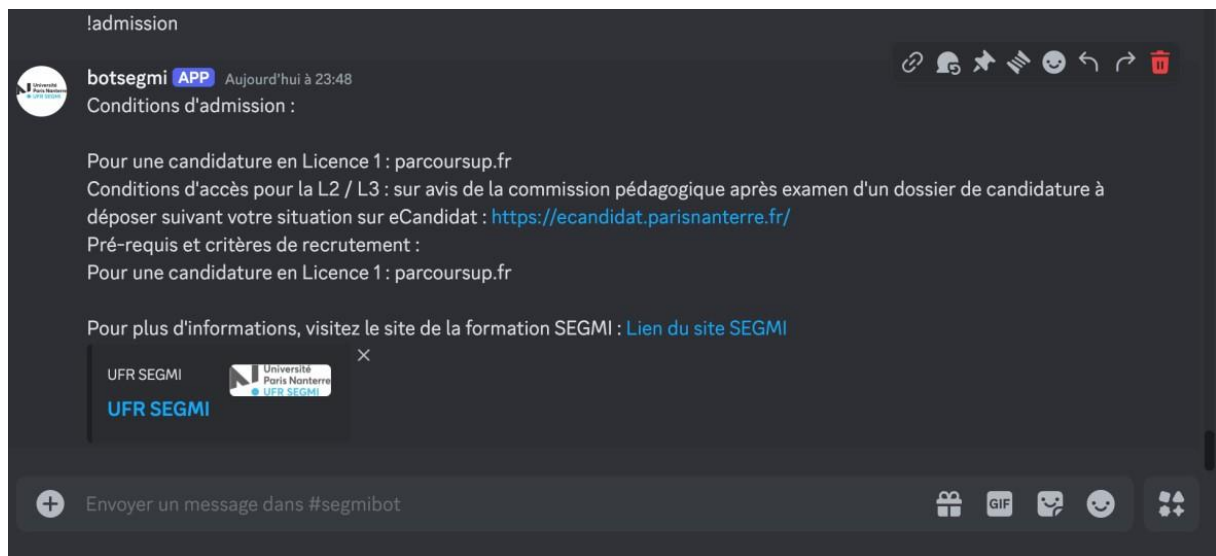 !admission
botsegmi APP Aujourd'hui à 23:48
Conditions d'admission :
Pour une candidature en Licence 1 : parcoursup.fr
Conditions d'accès pour la L2 / L3 : sur avis de la commission pédagogique après examen d'un dossier de candidature à
déposer suivant votre situation sur eCandidat : https://ecandidat.parisnanterre.fr/
Pré-requis et critères de recrutement :
Pour une candidature en Licence 1 : parcoursup.fr
Pour plus d'informations, visitez le site de la formation SEGMI : Lien du site SEGMI
UFR SEGMI
Université
Paris Nanterre
UFR SEGMI
UFR SEGMI
Envoyer un message dans #segmibot
GIF